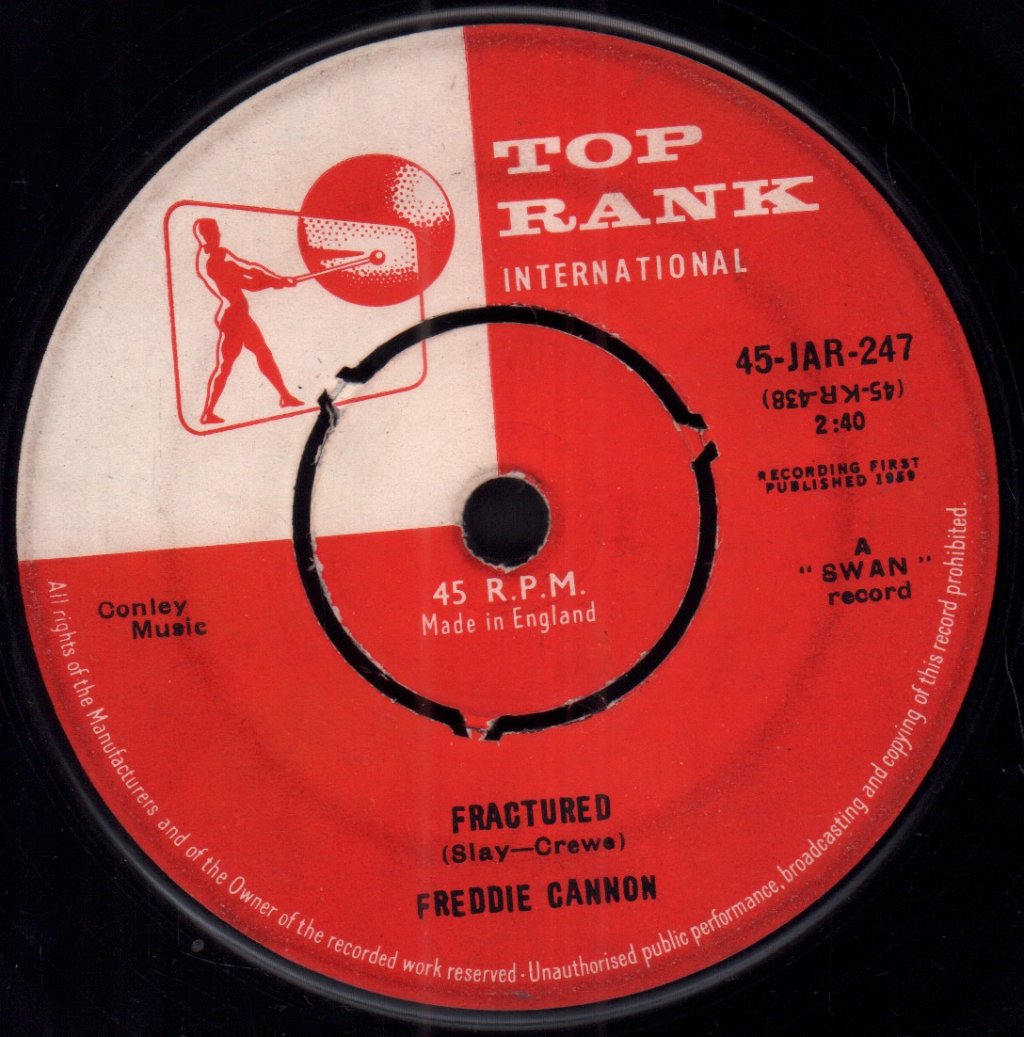 TOP
RANK
INTERNATIONAL
45-JAR-247
(45-KR-438)
2:40
RECORDING FIRST
PUBLISHED 1959
A
"SWAN"
record
Conley
Music
45 R.P.M.
Made in England
FRACTURED
(Slay—Crewe)
FREDDIE CANNON
All rights of the Manufacturers and of the Owner of the recorded work reserved · Unauthorised public performance, broadcasting and copying of this record prohibited.